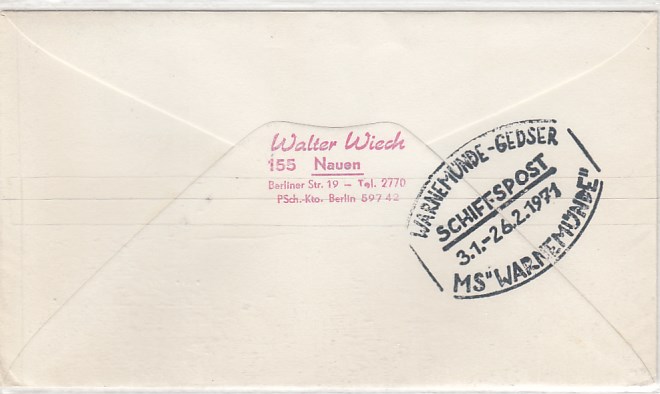 Walter Wiech
155 Nauen
Berliner Str. 19 – Tel. 2770
PSch.-Kto. Berlin 597 42
WARNEMÜNDE-GEDSER
SCHIFFSPOST
3.1.-26.2.1971
MS "WARNEMÜNDE"